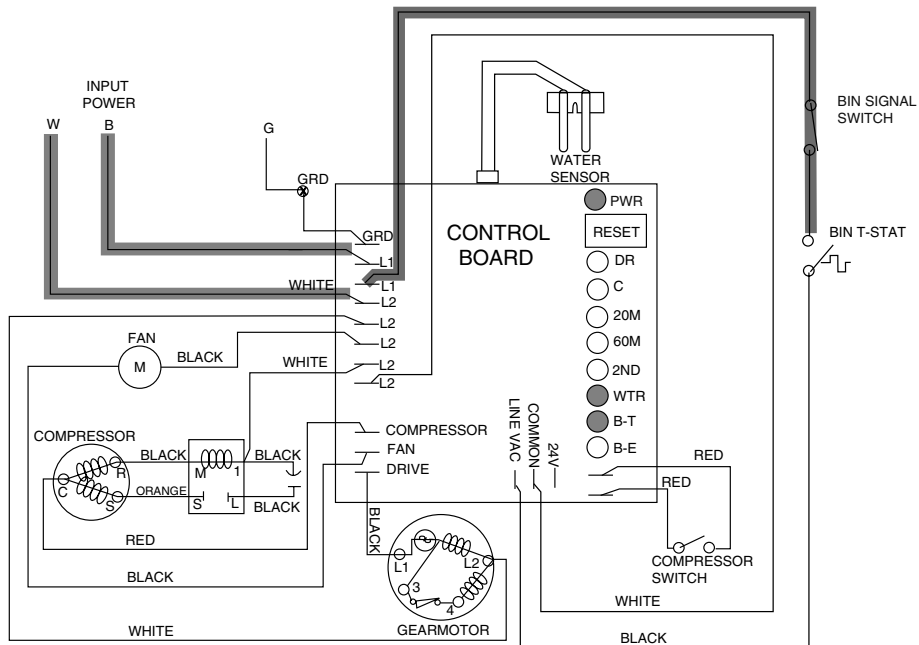 INPUT
POWER
W
B
G
GRD
BIN SIGNAL
SWITCH
WATER
SENSOR
PWR
RESET
CONTROL
BOARD
BIN T-STAT
GRD
L1
L1
WHITE
L2
L2
L2
L2
L2
DR
C
20M
60M
2ND
WTR
B-T
B-E
FAN
M
BLACK
WHITE
COMPRESSOR
FAN
DRIVE
LINE VAC
COMMON
24V
RED
RED
COMPRESSOR
SWITCH
COMPRESSOR
R
C
S
BLACK
ORANGE
M
1
S
L
BLACK
BLACK
RED
BLACK
BLACK
L1
L2
3
4
GEARMOTOR
WHITE
WHITE
BLACK